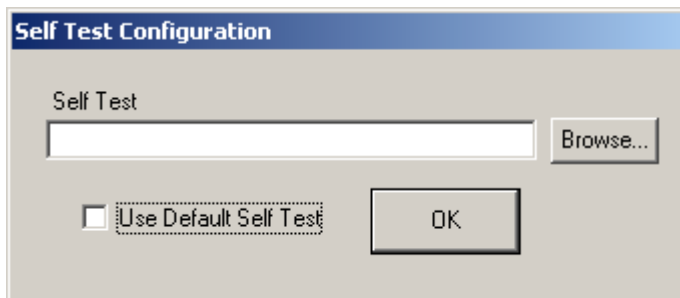 Self Test Configuration
Self Test
Browse...
Use Default Self Test
OK